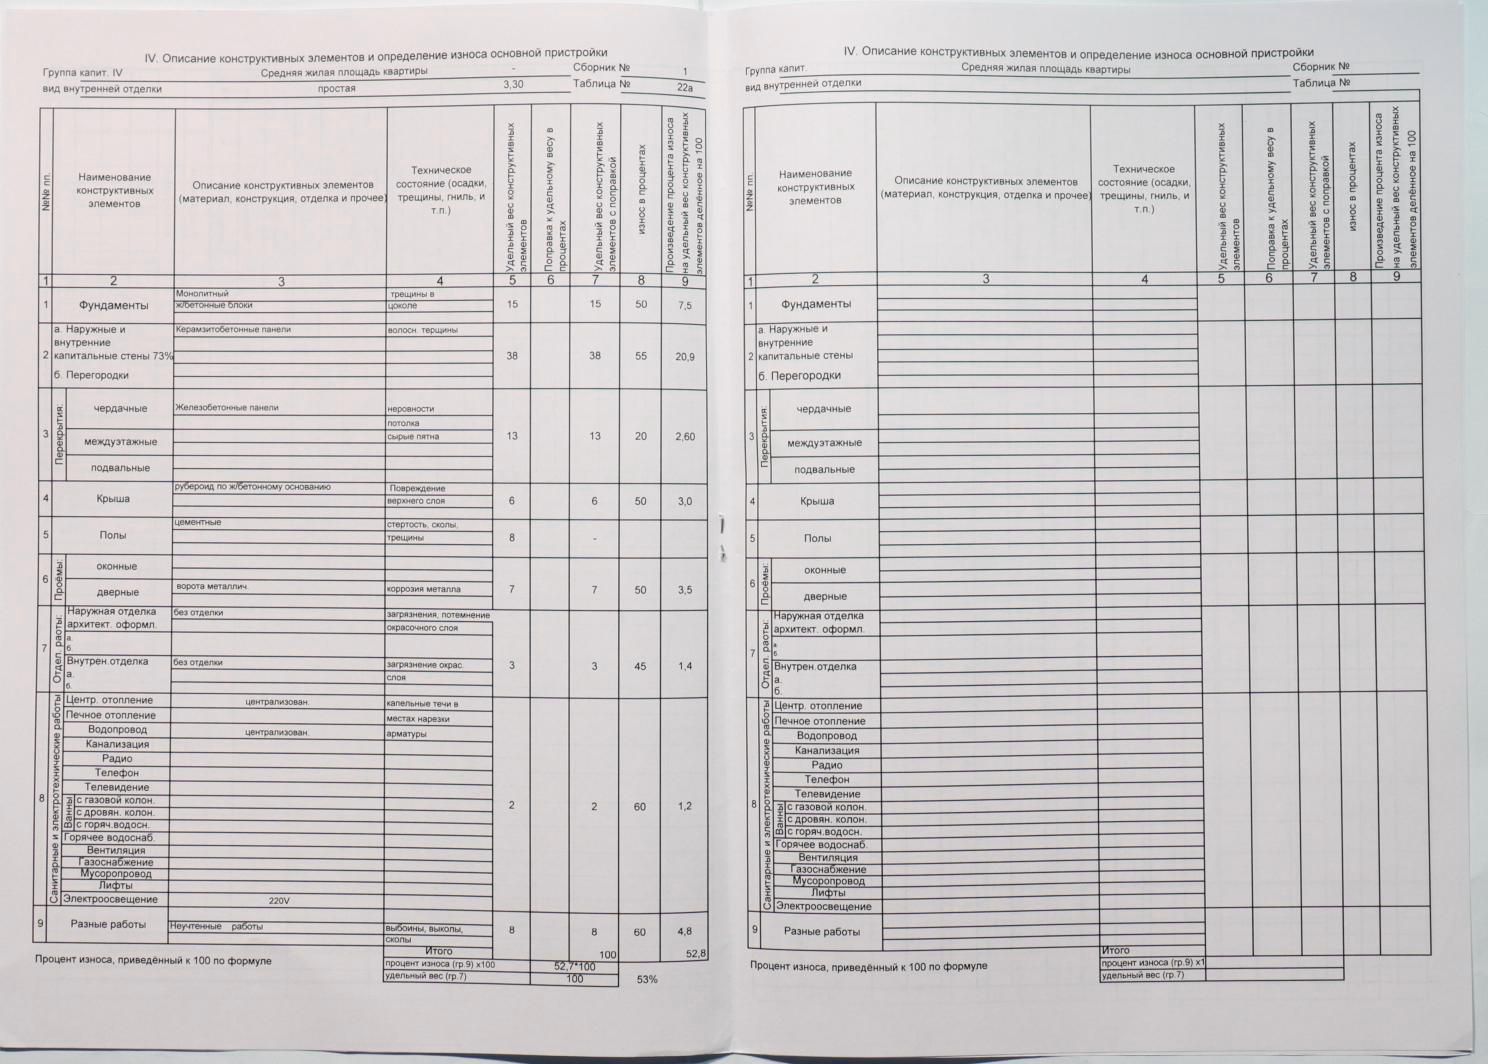 IV. Описание конструктивных элементов и определение износа основной пристройки
Группа капит. IV Средняя жилая площадь квартиры - Сборник № 1
вид внутренней отделки простая 3,30 Таблица № 22а
№№ пп. Наименование конструктивных элементов Описание конструктивных элементов (материал, конструкция, отделка и прочее) Техническое состояние (осадки, трещины, гниль, и т.п.) Удельный вес конструктивных элементов Поправка к удельному весу в процентах Удельный вес конструктивных элементов с поправкой износ в процентах Произведение процента износа на удельный вес конструктивных элементов делённое на 100
1 2 3 4 5 6 7 8 9
1 Фундаменты Монолитный трещины в
ж/бетонные блоки цоколе 15 15 50 7,5
2 а. Наружные и внутренние капитальные стены 73% Керамзитобетонные панели волосн. терщины 38 38 55 20,9
б. Перегородки
3 Перекрытия: чердачные Железобетонные панели неровности
потолка
междуэтажные сырые пятна 13 13 20 2,60
подвальные
4 Крыша рубероид по ж/бетонному основанию Повреждение
верхнего слоя 6 6 50 3,0
5 Полы цементные стертость, сколы,
трещины 8 -
6 Проёмы: оконные
дверные ворота металлич. коррозия металла 7 7 50 3,5
7 Отдел. раоты: Наружная отделка без отделки загрязнения, потемнение
архитект. оформл. окрасочного слоя
а.
б.
Внутрен.отделка без отделки загрязнение окрас. 3 3 45 1,4
а. слоя
б.
8 Санитарные и электротехнические работы Центр. отопление централизован. капельные течи в
Печное отопление местах нарезки
Водопровод централизован. арматуры
Канализация
Радио
Телефон
Телевидение
Ванны с газовой колон. 2 2 60 1,2
с дровян. колон.
с горяч.водосн.
Горячее водоснаб.
Вентиляция
Газоснабжение
Мусоропровод
Лифты
Электроосвещение 220V
9 Разные работы Неучтенные работы выбоины, выколы, 8 8 60 4,8
сколы
Итого 100 52,8
Процент износа, приведённый к 100 по формуле процент износа (гр.9) х100 52,7*100
удельный вес (гр.7) 100 53%
IV. Описание конструктивных элементов и определение износа основной пристройки
Группа капит. Средняя жилая площадь квартиры Сборник №
вид внутренней отделки Таблица №
№№ пп. Наименование конструктивных элементов Описание конструктивных элементов (материал, конструкция, отделка и прочее) Техническое состояние (осадки, трещины, гниль, и т.п.) Удельный вес конструктивных элементов Поправка к удельному весу в процентах Удельный вес конструктивных элементов с поправкой износ в процентах Произведение процента износа на удельный вес конструктивных элементов делённое на 100
1 2 3 4 5 6 7 8 9
1 Фундаменты
2 а. Наружные и внутренние капитальные стены
б. Перегородки
3 Перекрытия: чердачные
междуэтажные
подвальные
4 Крыша
5 Полы
6 Проёмы: оконные
дверные
7 Отдел. раоты: Наружная отделка
архитект. оформл.
а.
б.
Внутрен.отделка
а.
б.
8 Санитарные и электротехнические работы Центр. отопление
Печное отопление
Водопровод
Канализация
Радио
Телефон
Телевидение
Ванны с газовой колон.
с дровян. колон.
с горяч.водосн.
Горячее водоснаб.
Вентиляция
Газоснабжение
Мусоропровод
Лифты
Электроосвещение
9 Разные работы
Итого
Процент износа, приведённый к 100 по формуле процент износа (гр.9) х1
удельный вес (гр.7)